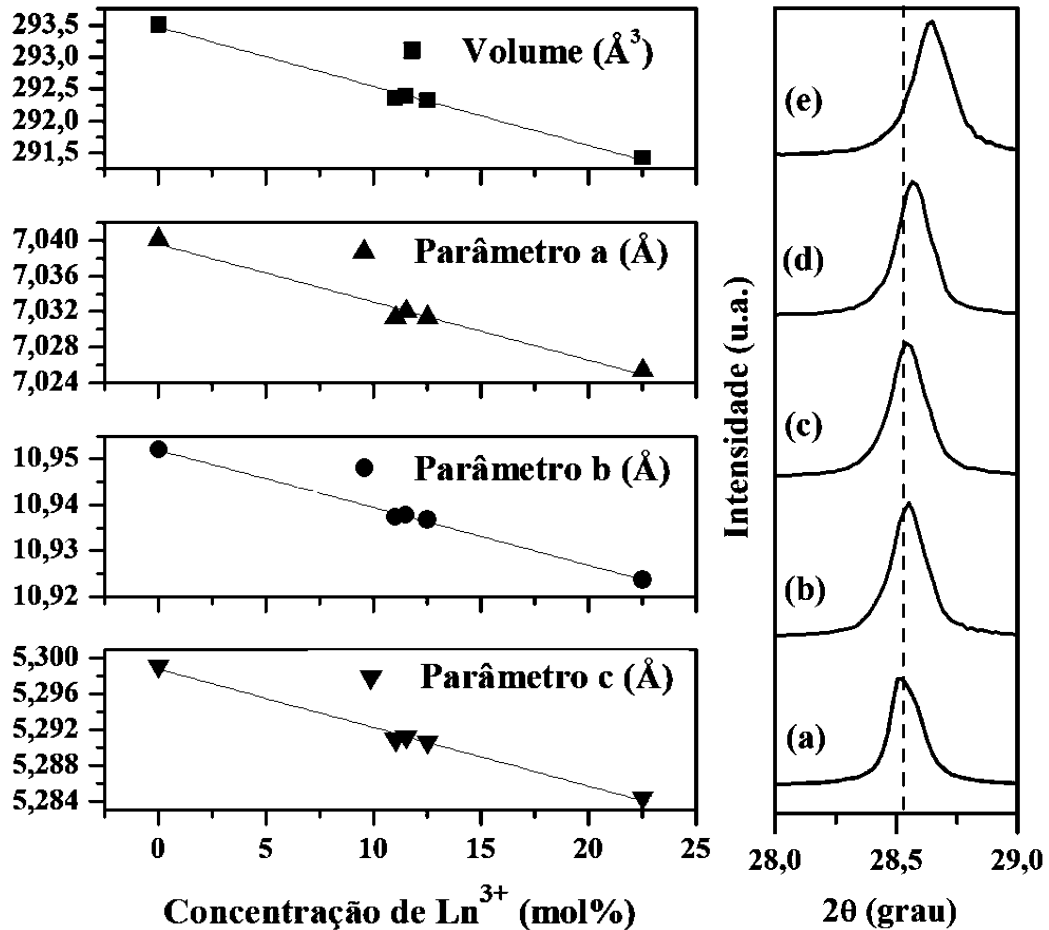 293,5
293,0
292,5
292,0
291,5
Volume (Å³)
7,040
7,036
7,032
7,028
7,024
Parâmetro a (Å)
10,95
10,94
10,93
10,92
Parâmetro b (Å)
5,300
5,296
5,292
5,288
5,284
Parâmetro c (Å)
0 5 10 15 20 25
Concentração de Ln³⁺ (mol%)
Intensidade (u.a.)
(e)
(d)
(c)
(b)
(a)
28,0 28,5 29,0
2θ (grau)